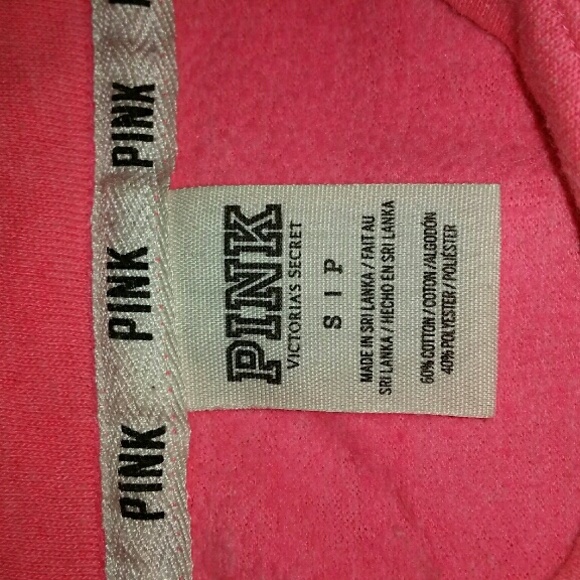 PINK
PINK
PINK
PINK
VICTORIA'S SECRET
S | P
MADE IN SRI LANKA / FAIT AU
SRI LANKA / HECHO EN SRI LANKA
60% COTTON / COTON / ALGODÓN
40% POLYESTER / POLIÉSTER